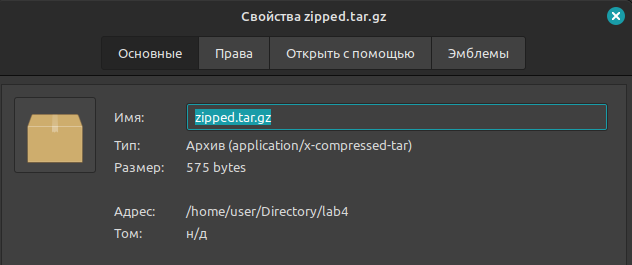 Свойства zipped.tar.gz
Основные Права Открыть с помощью Эмблемы
Имя: zipped.tar.gz
Тип: Архив (application/x-compressed-tar)
Размер: 575 bytes
Адрес: /home/user/Directory/lab4
Том: н/д